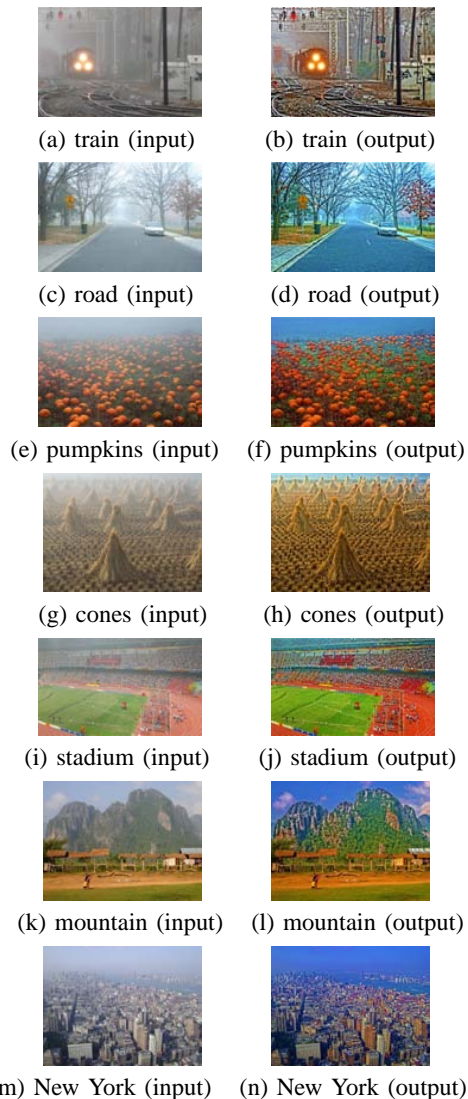 (a) train (input) (b) train (output)
(c) road (input) (d) road (output)
(e) pumpkins (input) (f) pumpkins (output)
(g) cones (input) (h) cones (output)
(i) stadium (input) (j) stadium (output)
(k) mountain (input) (l) mountain (output)
m) New York (input) (n) New York (output)